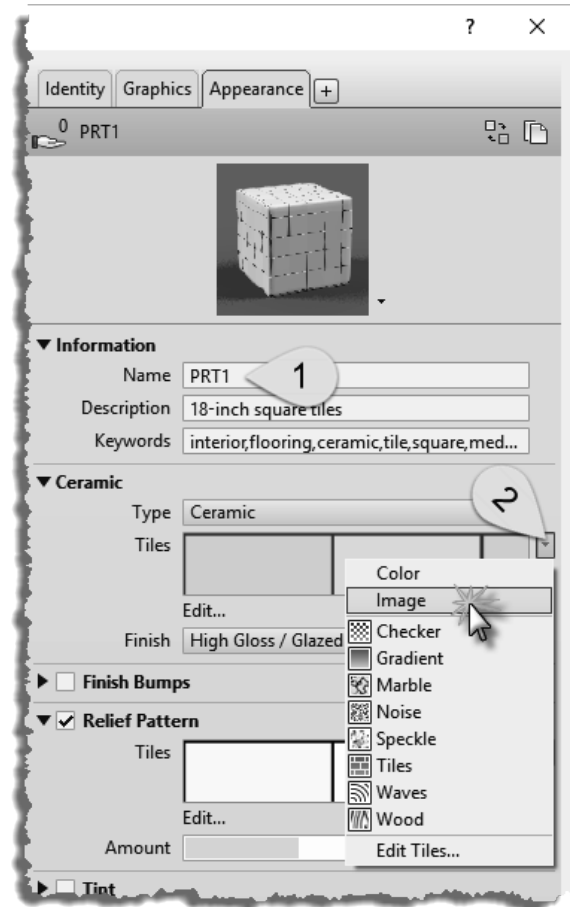 ? ×
Identity Graphics Appearance +
0 PRT1
▼ Information
Name PRT1 1
Description 18-inch square tiles
Keywords interior,flooring,ceramic,tile,square,med...
▼ Ceramic 2
Type Ceramic
Tiles
Color
Edit... Image
Finish High Gloss / Glazed Checker
Gradient
Finish Bumps Marble
Noise
Relief Pattern Speckle
Tiles Tiles
Waves
Edit... Wood
Amount Edit Tiles...
Tint